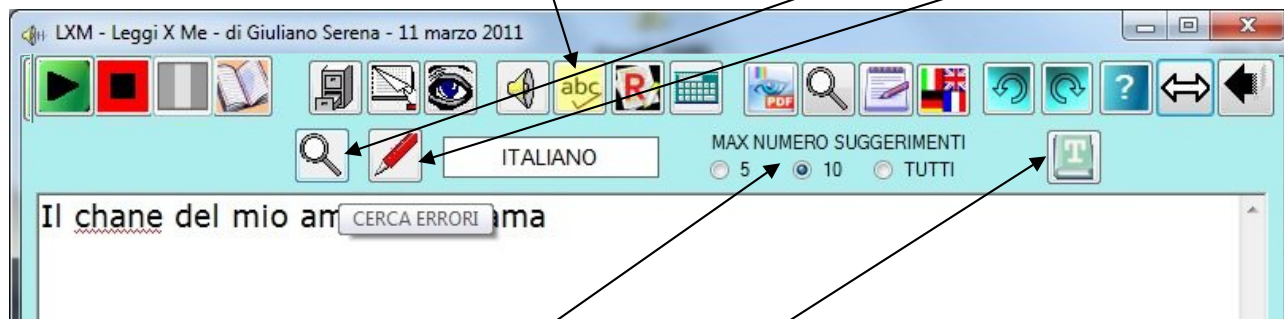 LXM - Leggi X Me - di Giuliano Serena - 11 marzo 2011
abc R PDF ?
ITALIANO
MAX NUMERO SUGGERIMENTI
5 10 TUTTI
T
Il chane del mio am ama
CERCA ERRORI